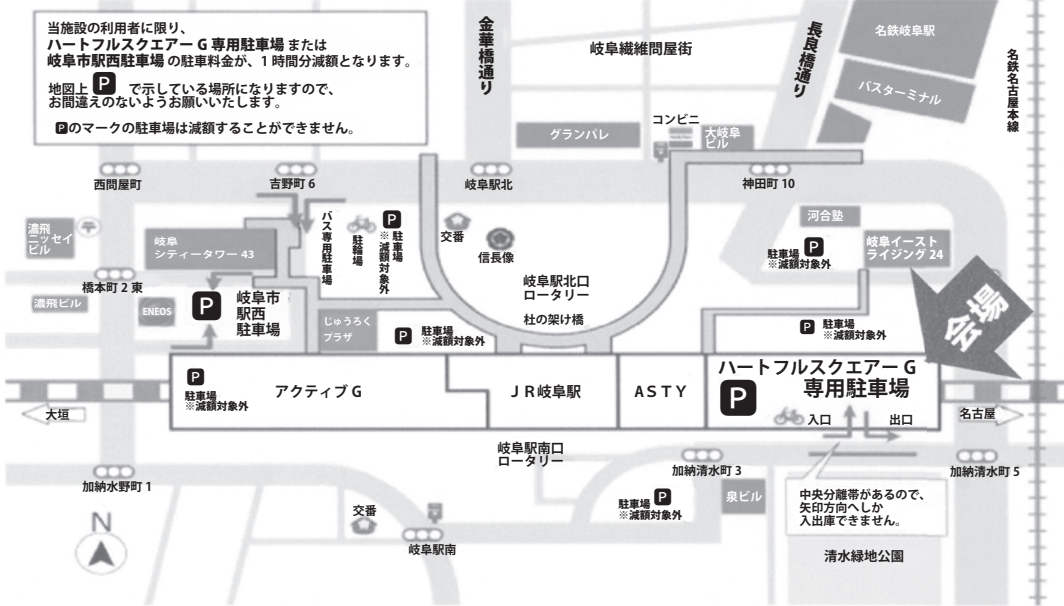 当施設の利用者に限り、
ハートフルスクエアーG 専用駐車場 または
岐阜市駅西駐車場 の駐車料金が、1時間分減額となります。
地図上 P で示している場所になりますので、
お間違えのないようお願いいたします。
Pのマークの駐車場は減額することができません。
金華橋通り
岐阜繊維問屋街
長良橋通り
名鉄岐阜駅
バスターミナル
名鉄名古屋本線
グランパレ
コンビニ
大岐阜
ビル
西問屋町
吉野町 6
岐阜駅北
神田町 10
濃飛
ニッセイ
ビル
岐阜
シティータワー 43
バス専用駐車場
駐輪場
P
駐車場
※減額対象外
交番
信長像
河合塾
駐車場 P
※減額対象外
岐阜イースト
ライジング 24
橋本町 2 東
濃飛ビル
ENEOS
P
岐阜市
駅西
駐車場
岐阜駅北口
ロータリー
杜の架け橋
じゅうろく
プラザ
P 駐車場
※減額対象外
P 駐車場
※減額対象外
会場
P
駐車場
※減額対象外
アクティブ G
JR岐阜駅
ASTY
ハートフルスクエアー G
専用駐車場
P
入口
出口
大垣
名古屋
岐阜駅南口
ロータリー
加納水野町 1
加納清水町 3
加納清水町 5
駐車場 P
※減額対象外
泉ビル
中央分離帯があるので、
矢印方向へしか
入出庫できません。
交番
岐阜駅南
清水緑地公園
N